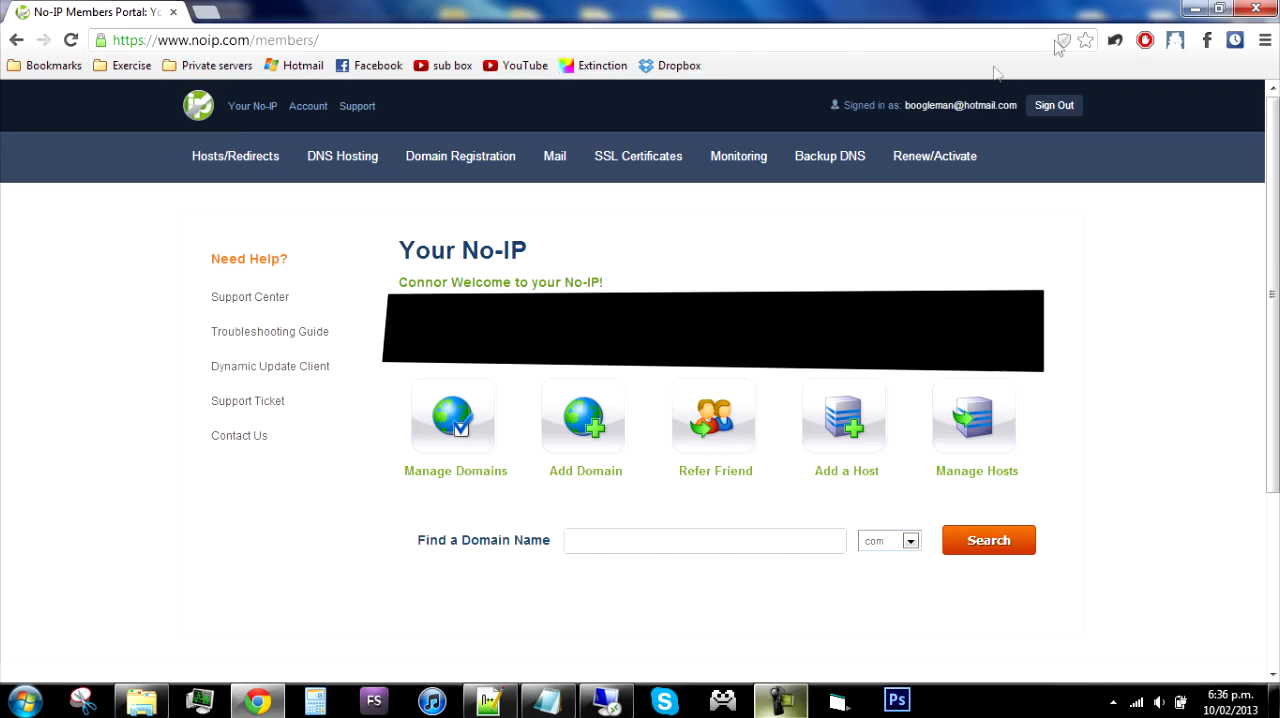 No-IP Members Portal: Yo
https://www.noip.com/members/
Bookmarks Exercise Private servers Hotmail Facebook sub box YouTube Extinction Dropbox
ip Your No-IP Account Support Signed in as: boogleman@hotmail.com Sign Out
Hosts/Redirects DNS Hosting Domain Registration Mail SSL Certificates Monitoring Backup DNS Renew/Activate
Your No-IP
Need Help?
Connor Welcome to your No-IP!
Support Center
Troubleshooting Guide
Dynamic Update Client
Support Ticket
Contact Us
Manage Domains Add Domain Refer Friend Add a Host Manage Hosts
Find a Domain Name com Search
FS Ps
6:36 p.m.
10/02/2013